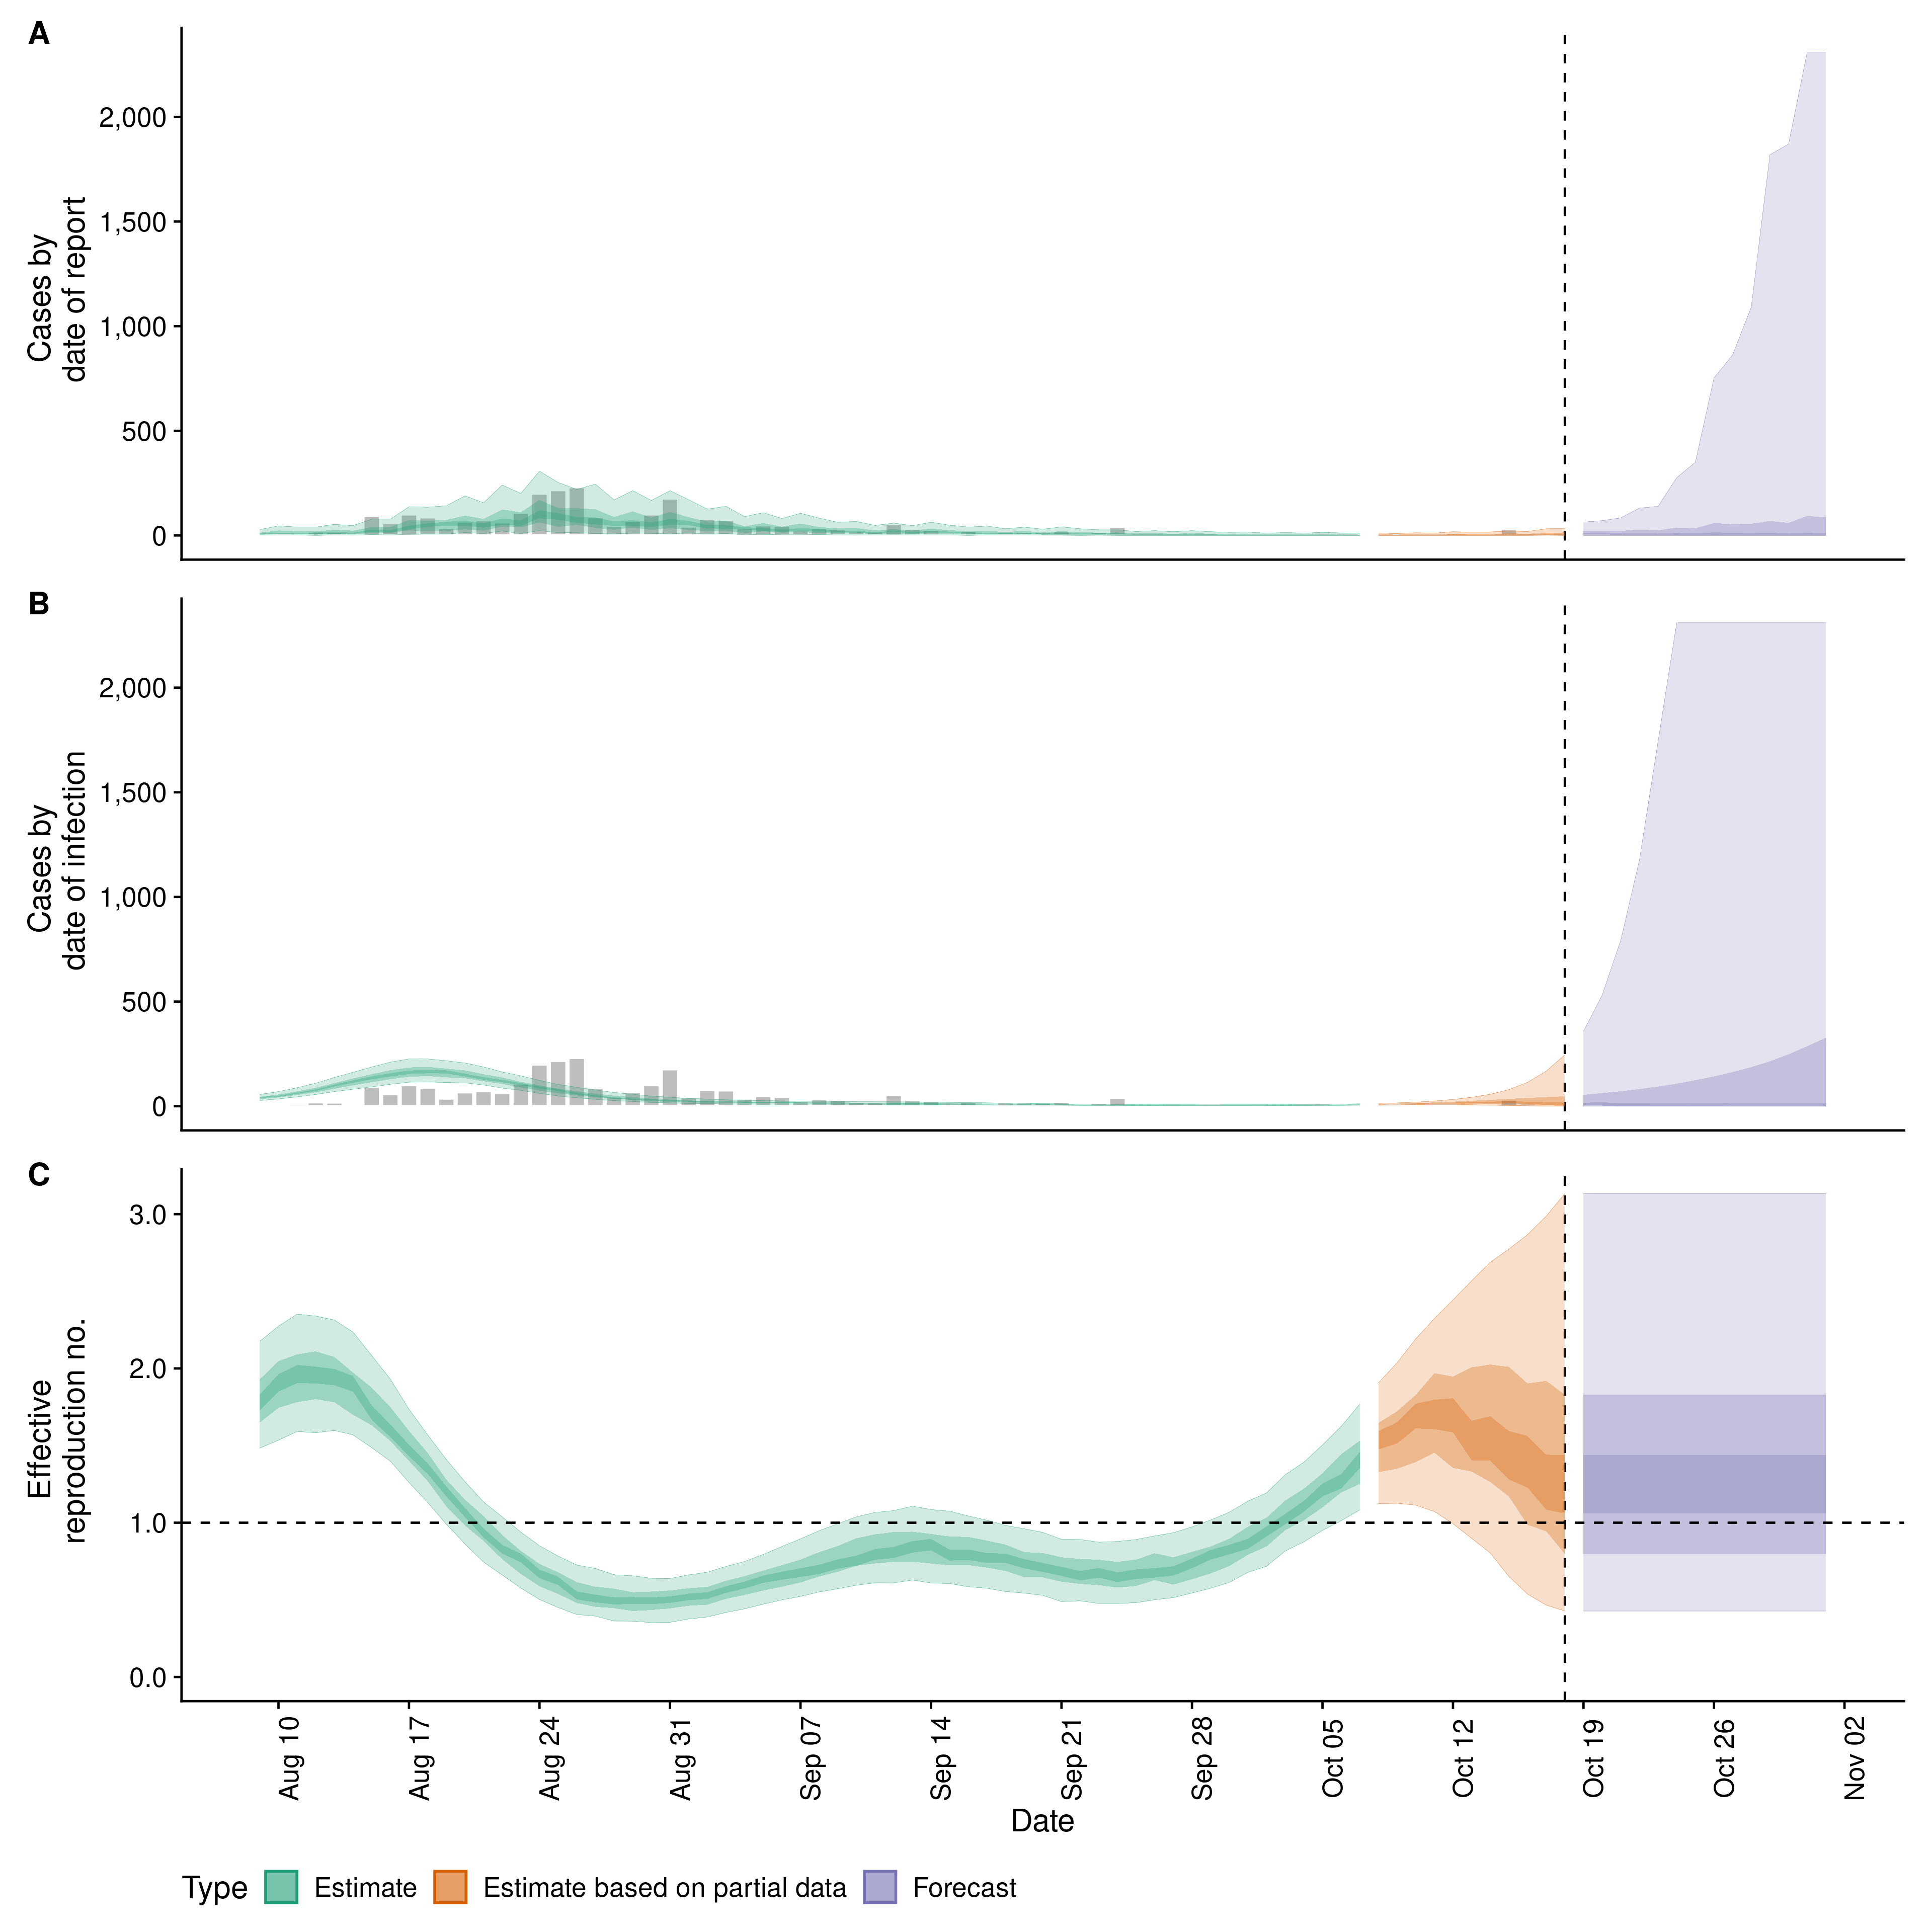 A
Cases by
date of report
2,000
1,500
1,000
500
0
B
Cases by
date of infection
2,000
1,500
1,000
500
0
C
Effective
reproduction no.
3.0
2.0
1.0
0.0
Aug 10
Aug 17
Aug 24
Aug 31
Sep 07
Sep 14
Sep 21
Sep 28
Oct 05
Oct 12
Oct 19
Oct 26
Nov 02
Date
Type Estimate Estimate based on partial data Forecast